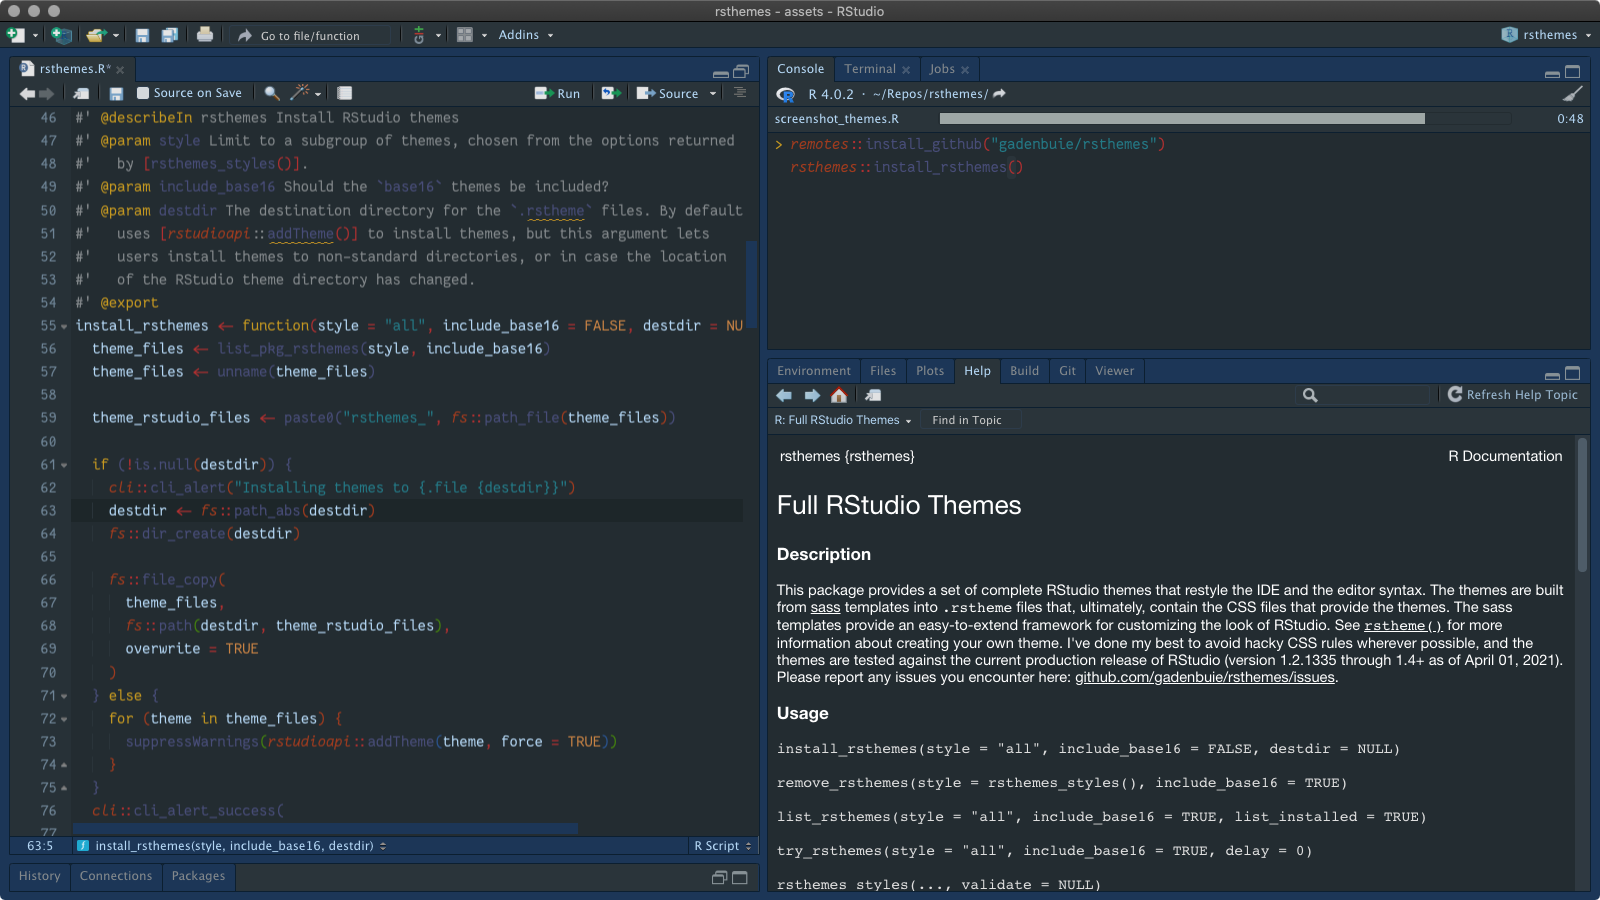 rsthemes - assets - RStudio
Go to file/function
Git
Addins
rsthemes
rsthemes.R*
Source on Save
Run
Source
46 #' @describeIn rsthemes Install RStudio themes
47 #' @param style Limit to a subgroup of themes, chosen from the options returned
48 #'   by [rsthemes_styles()].
49 #' @param include_base16 Should the `base16` themes be included?
50 #' @param destdir The destination directory for the `.rstheme` files. By default
51 #'   uses [rstudioapi::addTheme()] to install themes, but this argument lets
52 #'   users install themes to non-standard directories, or in case the location
53 #'   of the RStudio theme directory has changed.
54 #' @export
55 install_rsthemes <- function(style = "all", include_base16 = FALSE, destdir = NU
56   theme_files <- list_pkg_rsthemes(style, include_base16)
57   theme_files <- unname(theme_files)
58
59   theme_rstudio_files <- paste0("rsthemes_", fs::path_file(theme_files))
60
61   if (!is.null(destdir)) {
62     cli::cli_alert("Installing themes to {.file {destdir}}")
63     destdir <- fs::path_abs(destdir)
64     fs::dir_create(destdir)
65
66     fs::file_copy(
67       theme_files,
68       fs::path(destdir, theme_rstudio_files),
69       overwrite = TRUE
70     )
71   } else {
72     for (theme in theme_files) {
73       suppressWarnings(rstudioapi::addTheme(theme, force = TRUE))
74     }
75   }
76   cli::cli_alert_success(
77
63:5
install_rsthemes(style, include_base16, destdir)
R Script
History
Connections
Packages
Console
Terminal
Jobs
R 4.0.2 · ~/Repos/rsthemes/
screenshot_themes.R
0:48
> remotes::install_github("gadenbuie/rsthemes")
rsthemes::install_rsthemes()
Environment
Files
Plots
Help
Build
Git
Viewer
Refresh Help Topic
R: Full RStudio Themes
Find in Topic
rsthemes {rsthemes}
R Documentation
Full RStudio Themes
Description
This package provides a set of complete RStudio themes that restyle the IDE and the editor syntax. The themes are built
from sass templates into .rstheme files that, ultimately, contain the CSS files that provide the themes. The sass
templates provide an easy-to-extend framework for customizing the look of RStudio. See rstheme() for more
information about creating your own theme. I've done my best to avoid hacky CSS rules wherever possible, and the
themes are tested against the current production release of RStudio (version 1.2.1335 through 1.4+ as of April 01, 2021).
Please report any issues you encounter here: github.com/gadenbuie/rsthemes/issues.
Usage
install_rsthemes(style = "all", include_base16 = FALSE, destdir = NULL)
remove_rsthemes(style = rsthemes_styles(), include_base16 = TRUE)
list_rsthemes(style = "all", include_base16 = TRUE, list_installed = TRUE)
try_rsthemes(style = "all", include_base16 = TRUE, delay = 0)
rsthemes_styles(..., validate = NULL)